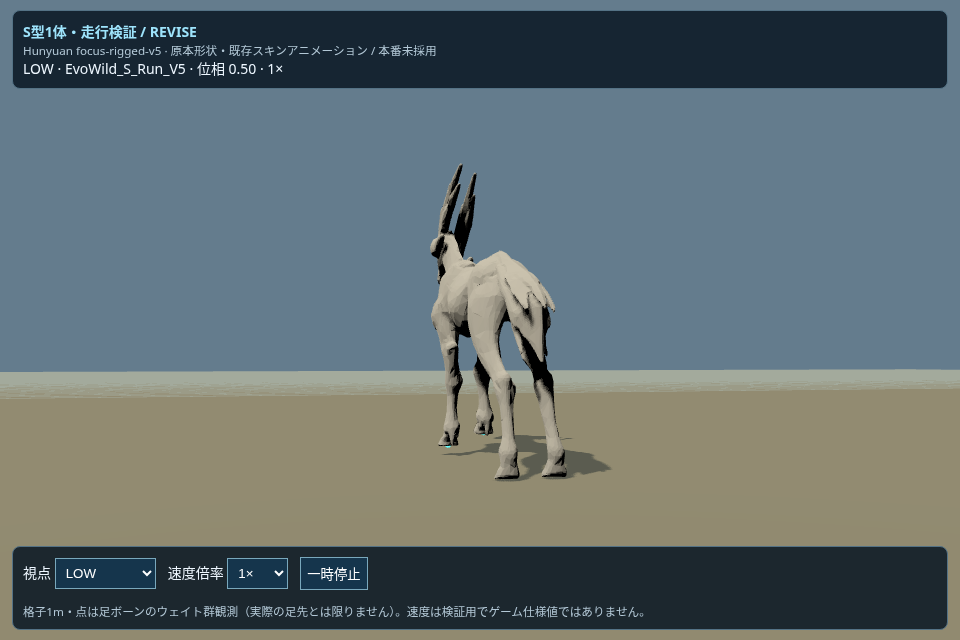 S型1体・走行検証 / REVISE
Hunyuan focus-rigged-v5 · 原本形状・既存スキンアニメーション / 本番未採用
LOW · EvoWild_S_Run_V5 · 位相 0.50 · 1×
視点 LOW 速度倍率 1× 一時停止
格子1m・点は足ボーンのウェイト群観測（実際の足先とは限りません）。速度は検証用でゲーム仕様値ではありません。